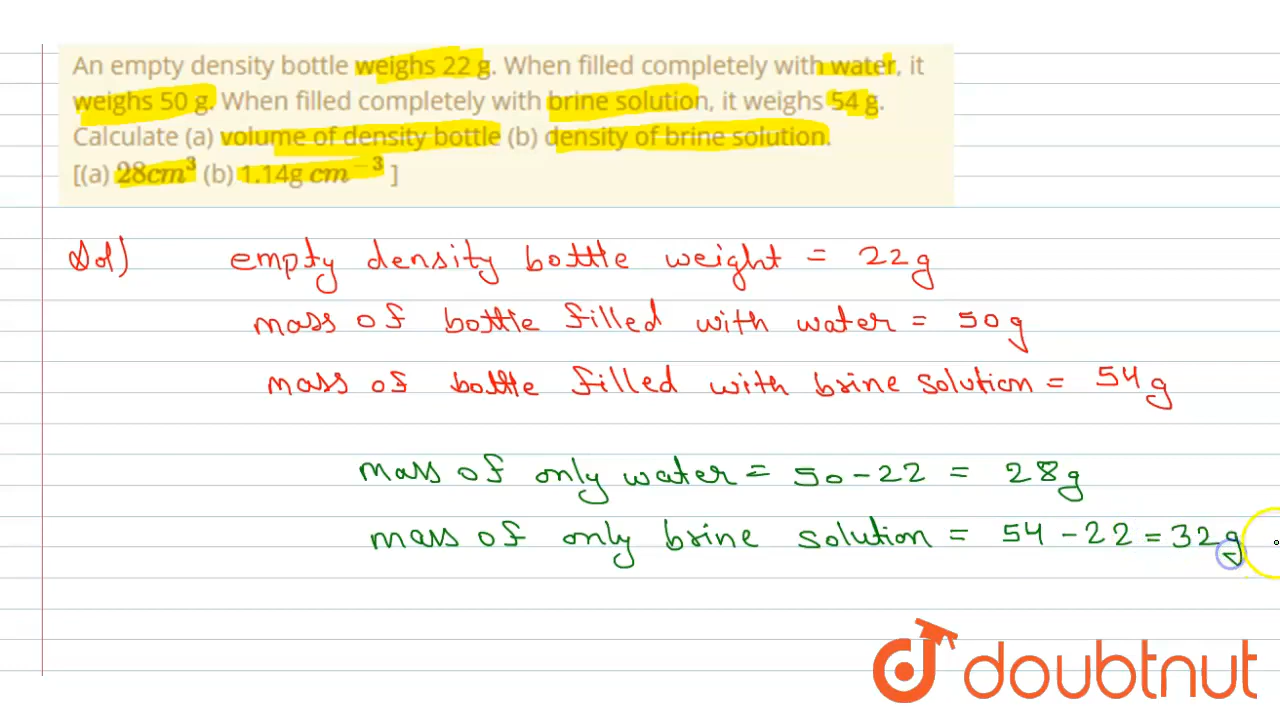 An empty density bottle weighs 22 g. When filled completely with water, it
weighs 50 g. When filled completely with brine solution, it weighs 54 g.
Calculate (a) volume of density bottle (b) density of brine solution.
[(a) 28cm³ (b) 1.14g cm⁻³ ]
Sol) empty density bottle weight = 22g
mass of bottle filled with water = 50g
mass of bottle filled with brine solution = 54g
mass of only water = 50-22 = 28g
mass of only brine solution = 54-22=32g
doubtnut